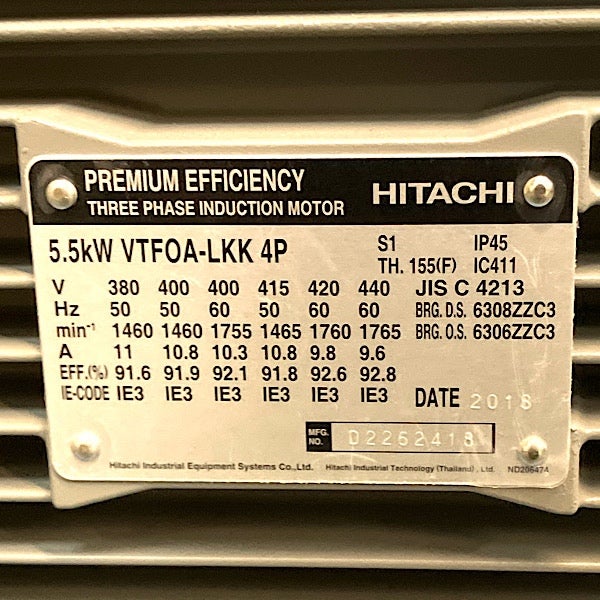 PREMIUM EFFICIENCY
THREE PHASE INDUCTION MOTOR
HITACHI
5.5kW VTFOA-LKK 4P
S1 IP45
TH. 155(F) IC411
V 380 400 400 415 420 440 JIS C 4213
Hz 50 50 60 50 60 60 BRG. D.S. 6308ZZC3
min⁻¹ 1460 1460 1755 1465 1760 1765 BRG. O.S. 6306ZZC3
A 11 10.8 10.3 10.8 9.8 9.6
EFF.(%) 91.6 91.9 92.1 91.8 92.6 92.8
IE-CODE IE3 IE3 IE3 IE3 IE3 IE3 DATE 2018
MFG. NO. D2262418
Hitachi Industrial Equipment Systems Co.,Ltd. Hitachi Industrial Technology (Thailand) , Ltd. ND206474